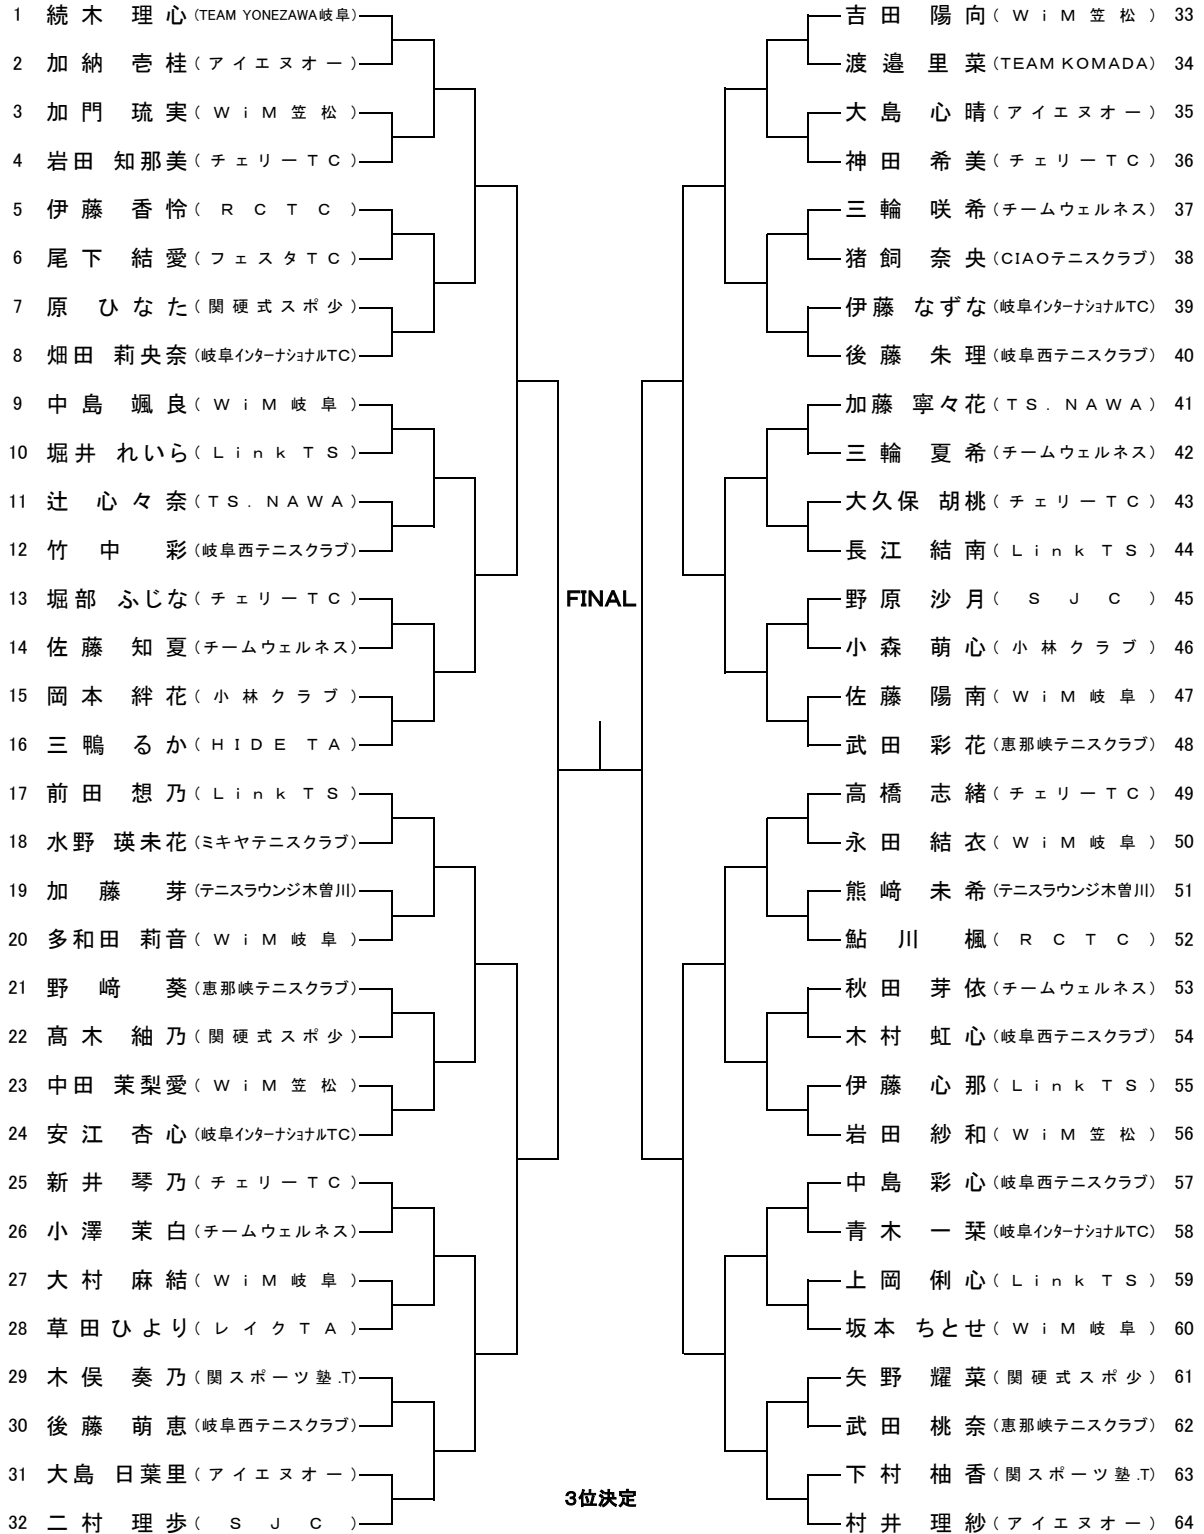 1 続木 理心 (TEAM YONEZAWA岐阜)
2 加納 壱桂 (アイエヌオー)
3 加門 琉実 (WiM笠松)
4 岩田 知那美 (チェリーTC)
5 伊藤 香怜 (RCTC)
6 尾下 結愛 (フェスタTC)
7 原 ひなた (関硬式スポ少)
8 畑田 莉央奈 (岐阜インターナショナルTC)
9 中島 颯良 (WiM岐阜)
10 堀井 れいら (Link TS)
11 辻 心々奈 (TS.NAWA)
12 竹中 彩 (岐阜西テニスクラブ)
13 堀部 ふじな (チェリーTC)
14 佐藤 知夏 (チームウェルネス)
15 岡本 絆花 (小林クラブ)
16 三鴨 るか (HIDE TA)
17 前田 想乃 (Link TS)
18 水野 瑛未花 (ミキヤテニスクラブ)
19 加藤 芽 (テニスラウンジ木曽川)
20 多和田 莉音 (WiM岐阜)
21 野﨑 葵 (恵那峡テニスクラブ)
22 髙木 紬乃 (関硬式スポ少)
23 中田 茉梨愛 (WiM笠松)
24 安江 杏心 (岐阜インターナショナルTC)
25 新井 琴乃 (チェリーTC)
26 小澤 茉白 (チームウェルネス)
27 大村 麻結 (WiM岐阜)
28 草田 ひより (レイクTA)
29 木俣 奏乃 (関スポーツ塾.T)
30 後藤 萌恵 (岐阜西テニスクラブ)
31 大島 日葉里 (アイエヌオー)
32 二村 理歩 (SJC)
FINAL
3位決定
吉田 陽向 (WiM笠松) 33
渡邉 里菜 (TEAM KOMADA) 34
大島 心晴 (アイエヌオー) 35
神田 希美 (チェリーTC) 36
三輪 咲希 (チームウェルネス) 37
猪飼 奈央 (CIAOテニスクラブ) 38
伊藤 なずな (岐阜インターナショナルTC) 39
後藤 朱理 (岐阜西テニスクラブ) 40
加藤 寧々花 (TS.NAWA) 41
三輪 夏希 (チームウェルネス) 42
大久保 胡桃 (チェリーTC) 43
長江 結南 (Link TS) 44
野原 沙月 (SJC) 45
小森 萌心 (小林クラブ) 46
佐藤 陽南 (WiM岐阜) 47
武田 彩花 (恵那峡テニスクラブ) 48
高橋 志緒 (チェリーTC) 49
永田 結衣 (WiM岐阜) 50
熊﨑 未希 (テニスラウンジ木曽川) 51
鮎川 楓 (RCTC) 52
秋田 芽依 (チームウェルネス) 53
木村 虹心 (岐阜西テニスクラブ) 54
伊藤 心那 (Link TS) 55
岩田 紗和 (WiM笠松) 56
中島 彩心 (岐阜西テニスクラブ) 57
青木 一栞 (岐阜インターナショナルTC) 58
上岡 俐心 (Link TS) 59
坂本 ちとせ (WiM岐阜) 60
矢野 耀菜 (関硬式スポ少) 61
武田 桃奈 (恵那峡テニスクラブ) 62
下村 柚香 (関スポーツ塾.T) 63
村井 理紗 (アイエヌオー) 64